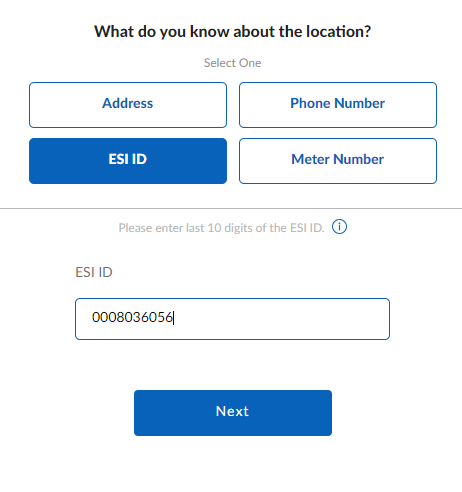 What do you know about the location?
Select One
Address
Phone Number
ESI ID
Meter Number
Please enter last 10 digits of the ESI ID. i
ESI ID
0008036056
Next